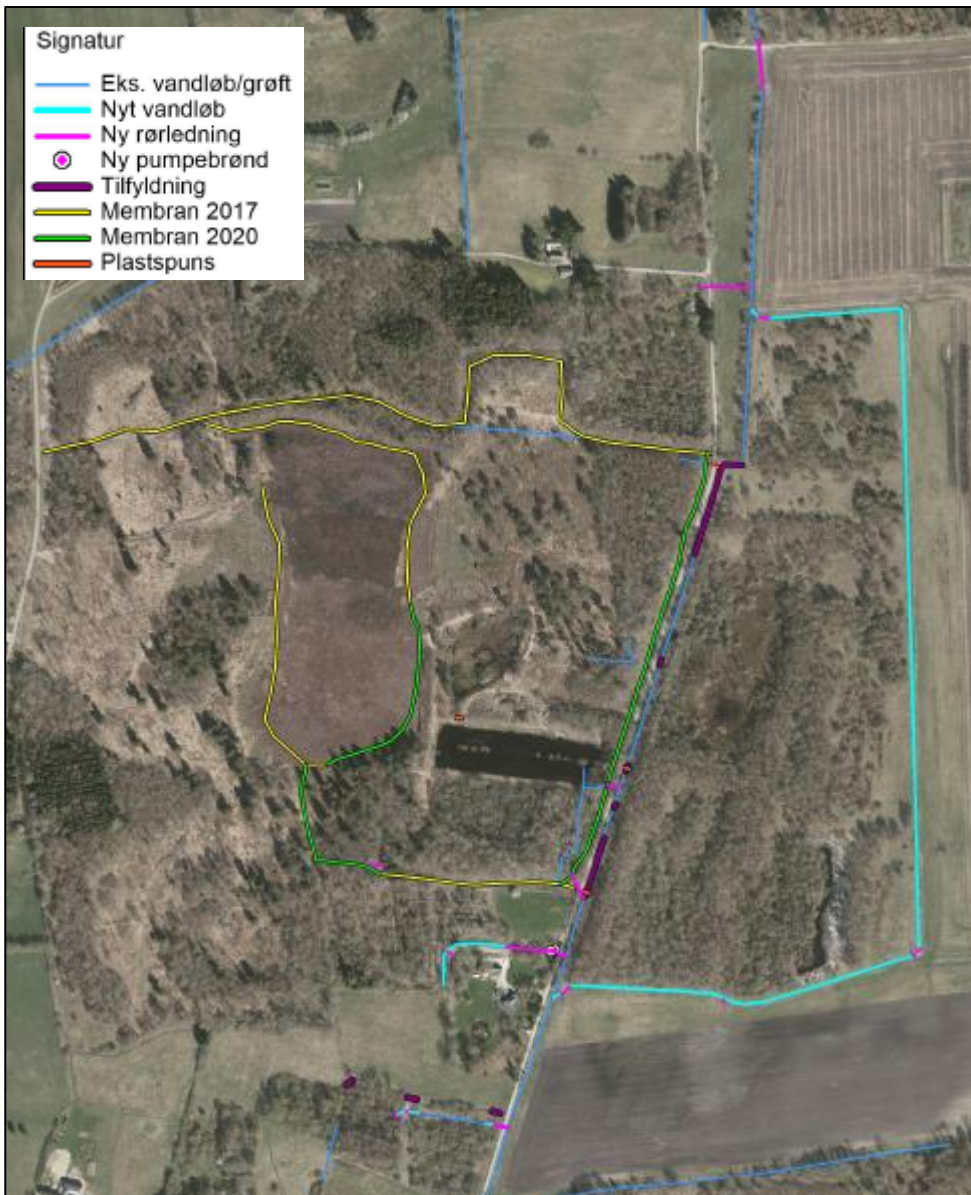 Signatur
Eks. vandløb/grøft
Nyt vandløb
Ny rørledning
Ny pumpebrønd
Tilfyldning
Membran 2017
Membran 2020
Plastspuns